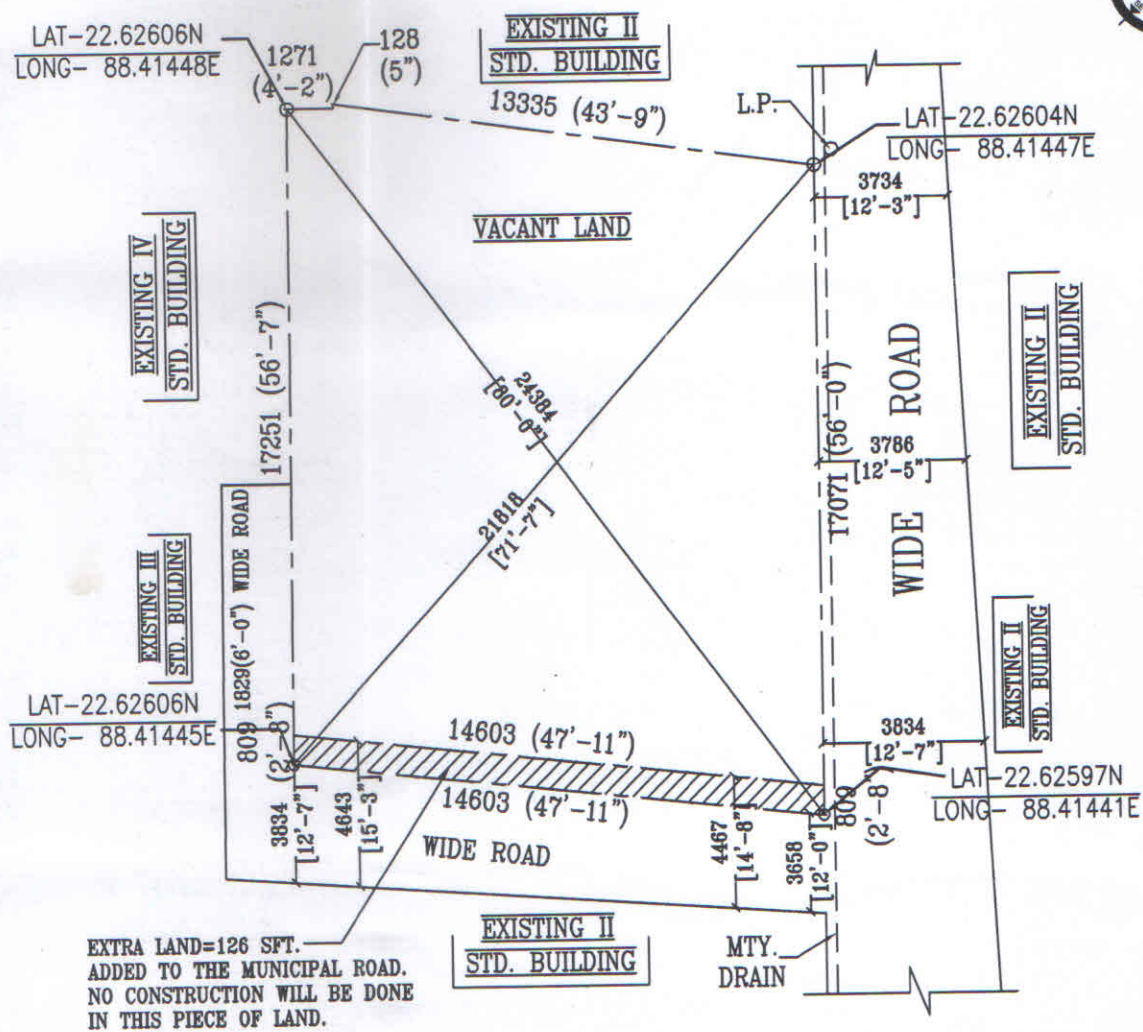 LAT-22.62606N
LONG- 88.41448E
1271
(4'-2")
128
(5")
EXISTING II
STD. BUILDING
13335 (43'-9")
L.P.
LAT-22.62604N
LONG- 88.41447E
3734
[12'-3"]
VACANT LAND
EXISTING IV
STD. BUILDING
17251 (56'-7")
24384
[80'-0"]
21818
[71'-7"]
17071 (56'-0")
3786
[12'-5"]
WIDE ROAD
EXISTING II
STD. BUILDING
EXISTING III
STD. BUILDING
1829(6'-0") WIDE ROAD
809
(2'-8")
LAT-22.62606N
LONG- 88.41445E
14603 (47'-11")
14603 (47'-11")
3834
[12'-7"]
4643
[15'-3"]
WIDE ROAD
4467
[14'-8"]
3658
[12'-0"]
809
(2'-8
3834
[12'-7"]
EXISTING II
STD. BUILDING
LAT-22.62597N
LONG- 88.41441E
EXTRA LAND=126 SFT.
ADDED TO THE MUNICIPAL ROAD.
NO CONSTRUCTION WILL BE DONE
IN THIS PIECE OF LAND.
EXISTING II
STD. BUILDING
MTY.
DRAIN